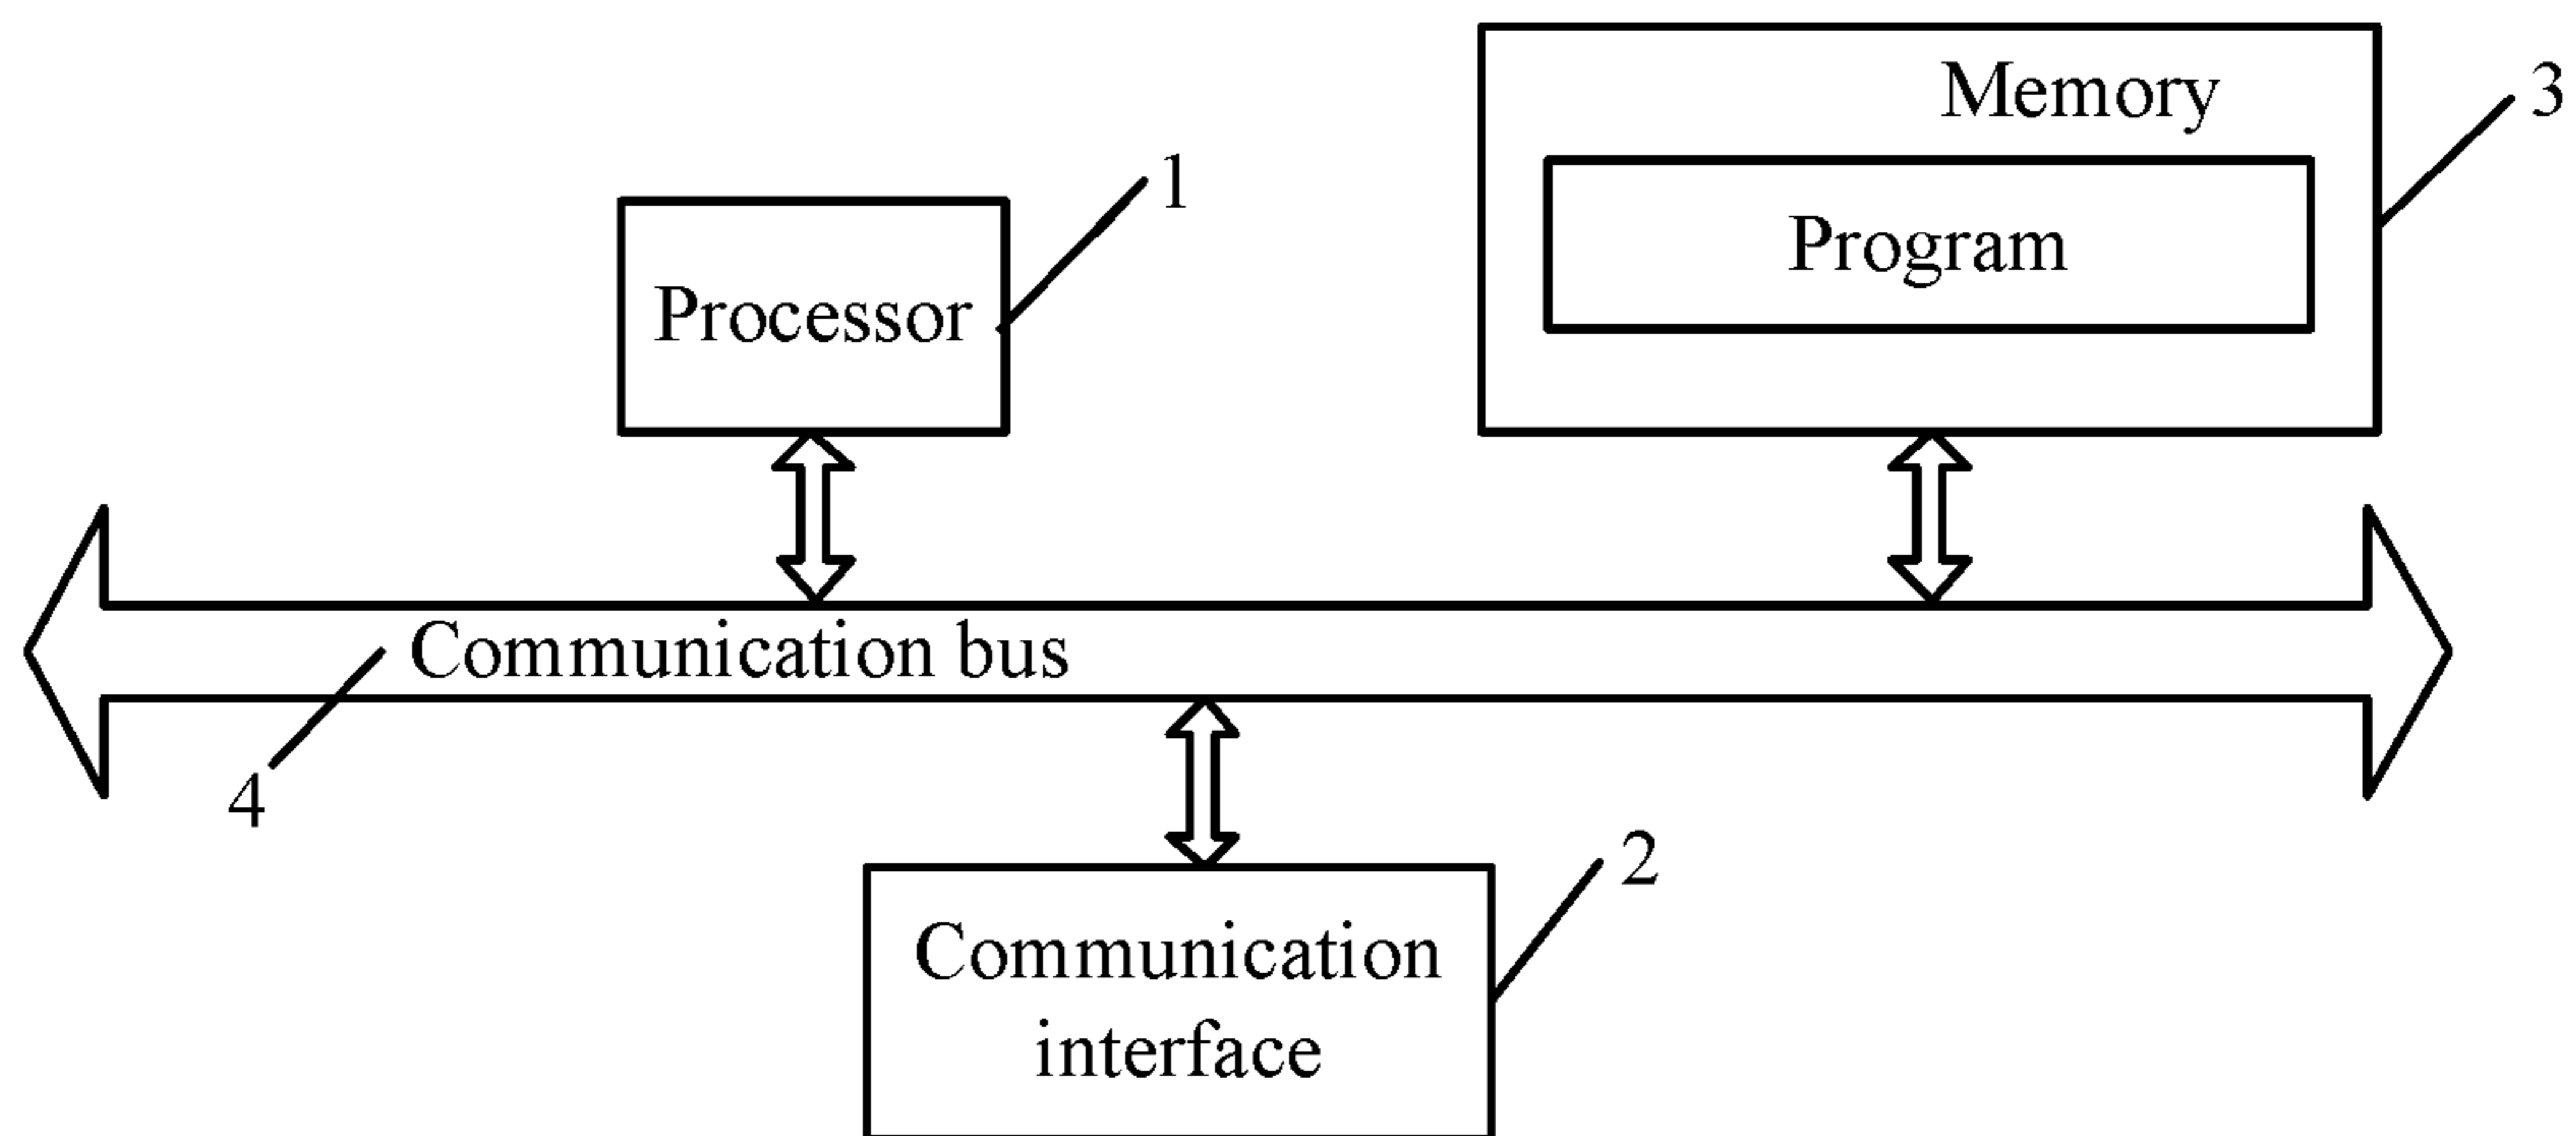 Memory
3
Program
1
Processor
Communication bus
4
2
Communication
interface